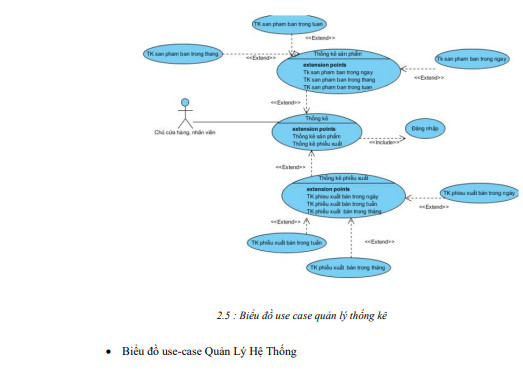 TK san pham ban trong tuan
<<Extend>>
TK san pham ban trong thang
<<Extend>>
Thống kê sản phẩm
extension points
Tk san pham ban trong ngay
TK san pham ban trong thang
TK san pham ban trong tuan
Tk san pham ban trong ngay
<<Extend>>
<<Extend>>
Thống kê
extension points
Thống kê sản phẩm
Thống kê phiếu xuất
Chủ cửa hàng, nhân viên
Đăng nhập
<<Include>>
<<Extend>>
Thống kê phiếu xuất
extension points
TK phieu xuất bán trong ngày
TK phiếu xuất bán trong tuần
TK phiếu xuất bán trong tháng
TK phiéu xuất bán trong ngày
<<Extend>>
<<Extend>>
TK phiếu xuất bán trong tuần
<<Extend>>
TK phiếu xuất bán trong tháng
2.5 : Biểu đồ use case quản lý thống kê
• Biểu đồ use-case Quản Lý Hệ Thống